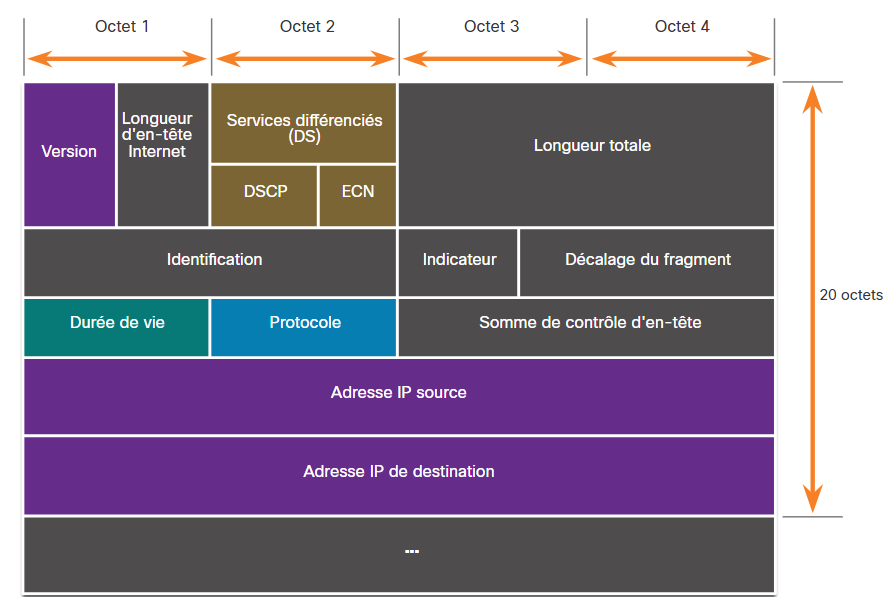 Octet 1
Octet 2
Octet 3
Octet 4
Version
Longueur
d'en-tête
Internet
Services différenciés
(DS)
DSCP
ECN
Longueur totale
Identification
Indicateur
Décalage du fragment
Durée de vie
Protocole
Somme de contrôle d'en-tête
Adresse IP source
Adresse IP de destination
...
20 octets